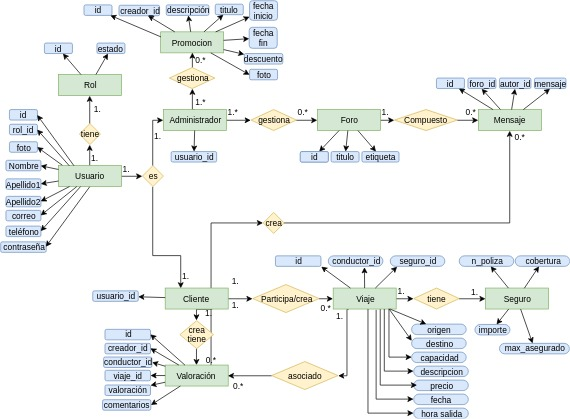 id
creador_id
descripción
titulo
fecha inicio
fecha fin
descuento
foto
Promocion
0.*
gestiona
1.*
id
estado
Rol
1.
tiene
1.
id
rol_id
foto
Nombre
Apellido1
Apellido2
correo
teléfono
contraseña
Usuario
1.
es
1.
1.
Administrador
usuario_id
1.*
gestiona
0.*
Foro
id
titulo
etiqueta
1.
Compuesto
0.*
Mensaje
id
foro_id
autor_id
mensaje
0.*
crea
usuario_id
Cliente
1.
1.
1.
Participa/crea
0.*
Viaje
id
conductor_id
seguro_id
1.
1.
tiene
1.
Seguro
n_poliza
cobertura
importe
max_asegurado
origen
destino
capacidad
descripcion
precio
fecha
hora salida
crea
tiene
0.*
Valoración
id
creador_id
conductor_id
viaje_id
valoración
comentarios
0.*
asociado